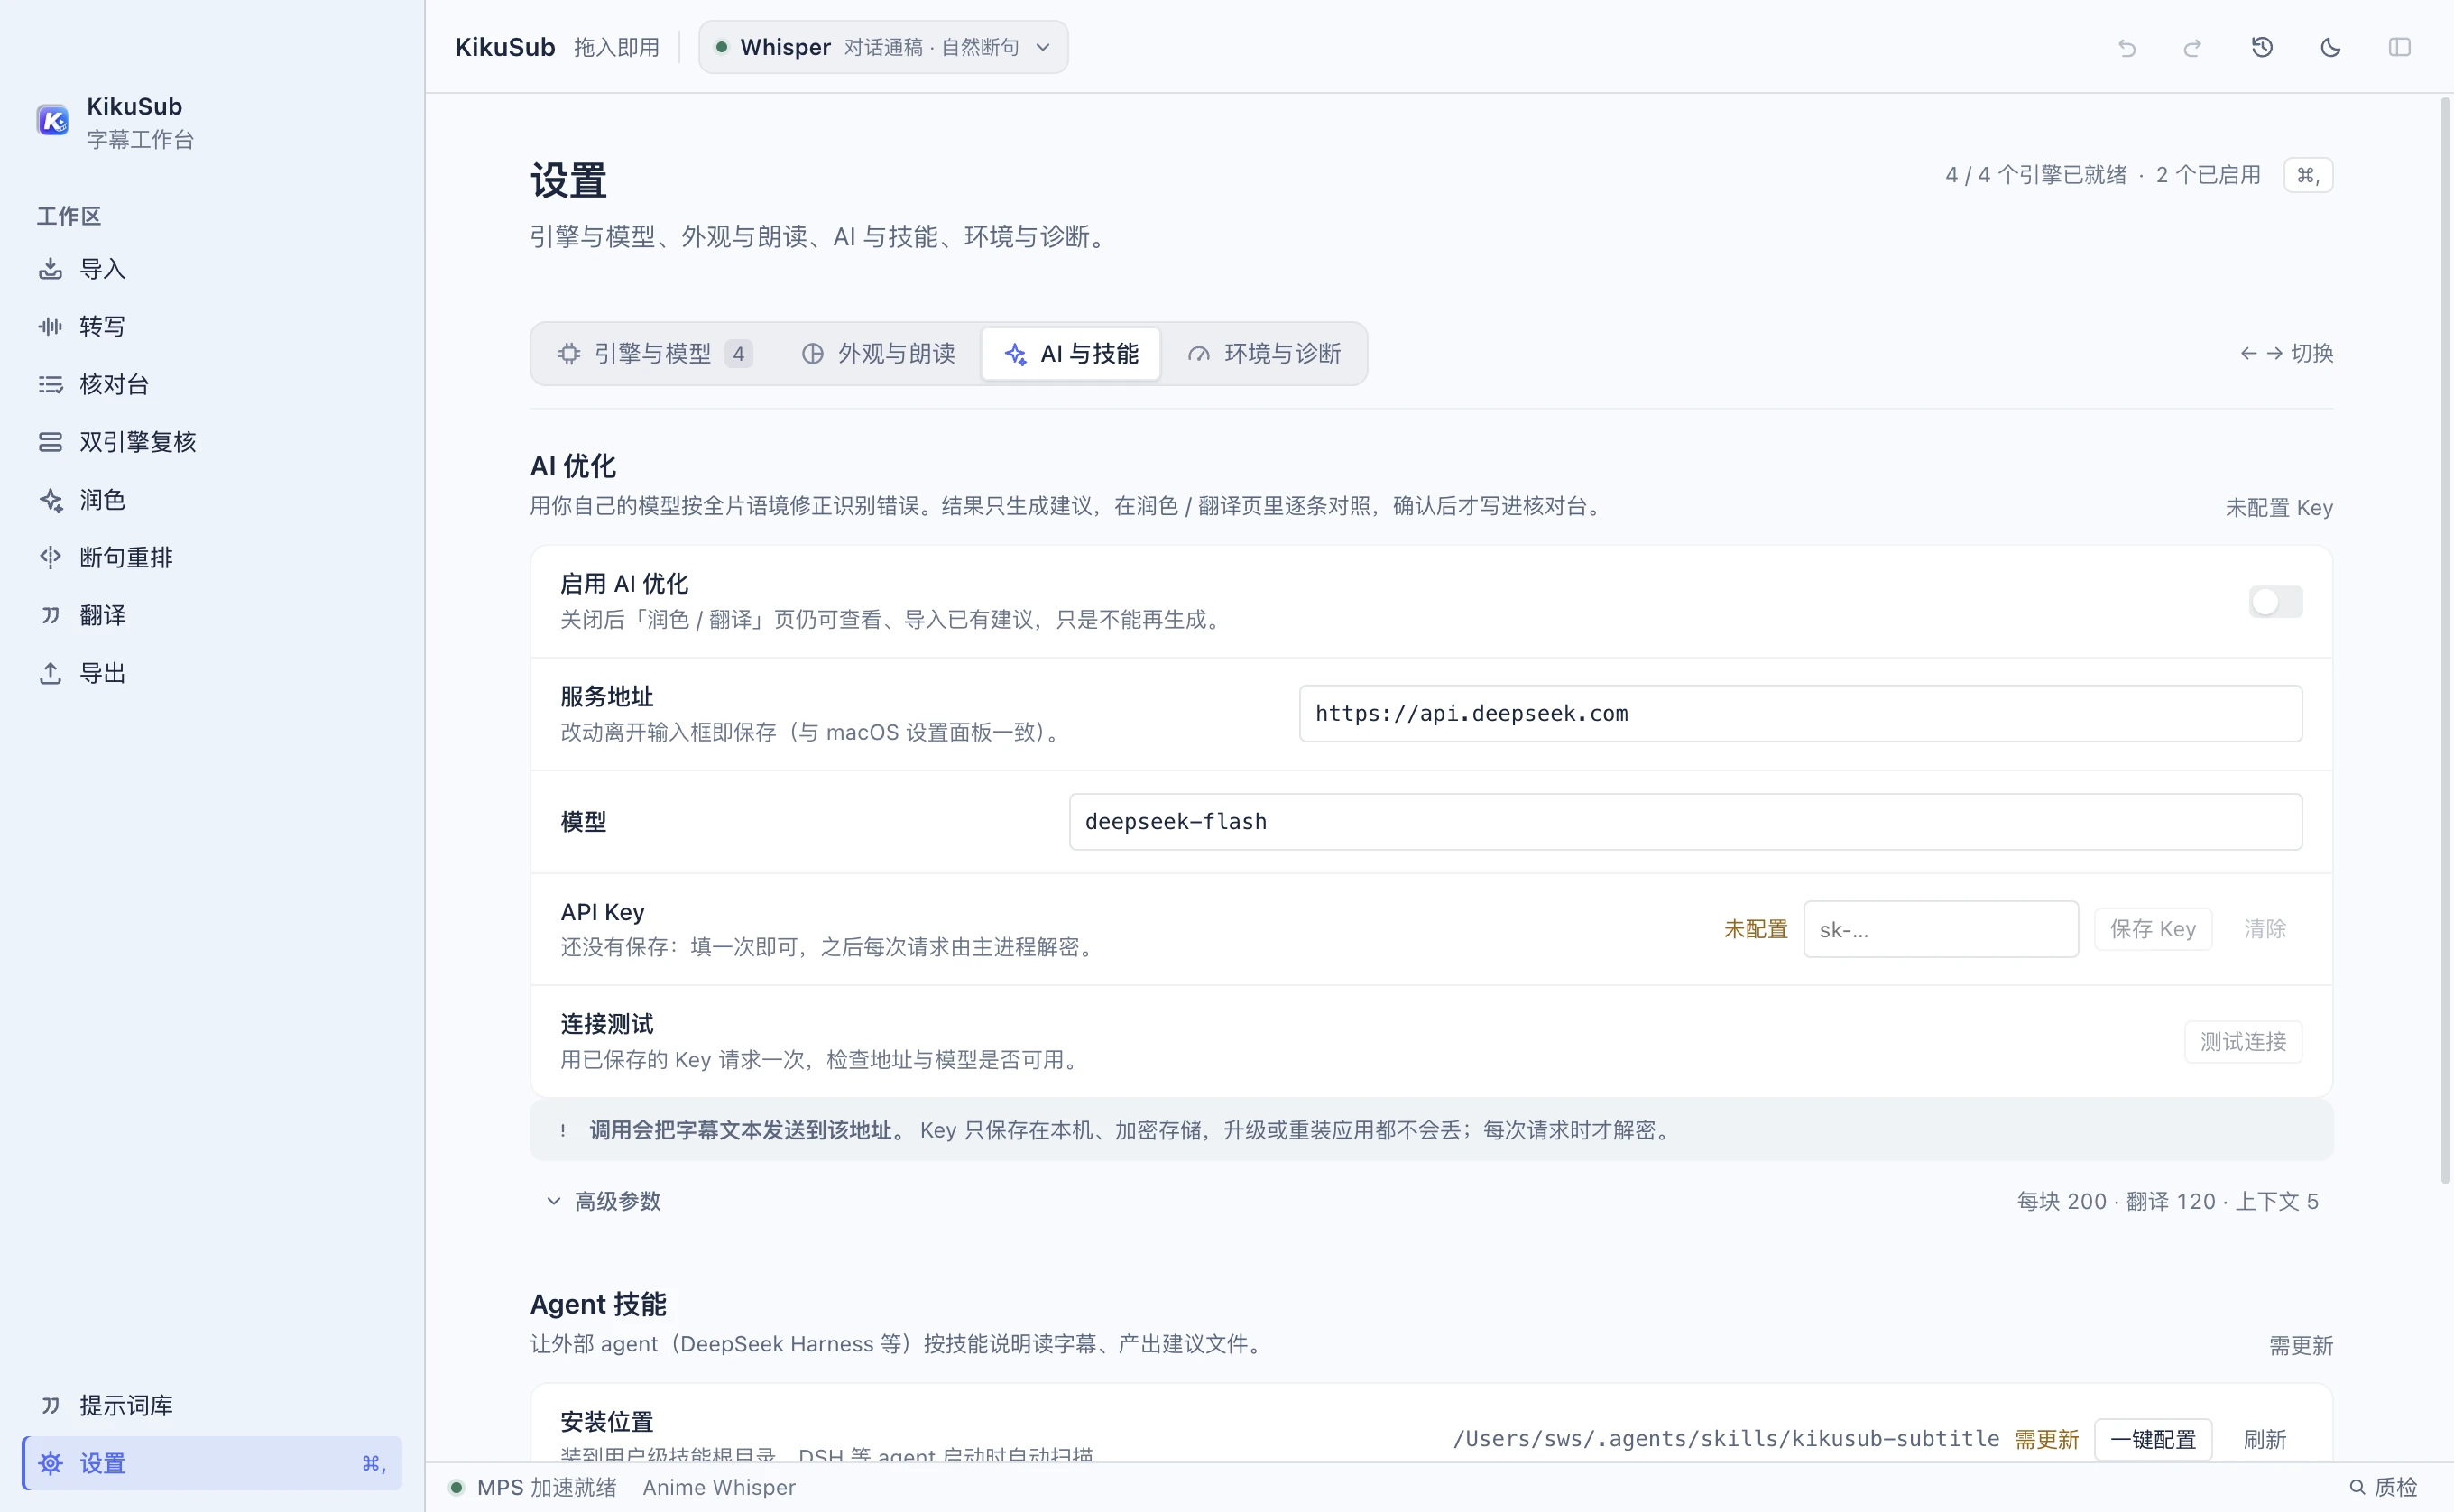 KikuSub
字幕工作台
工作区
导入
转写
核对台
双引擎复核
润色
断句重排
翻译
导出
提示词库
设置 ⌘,
KikuSub 拖入即用 Whisper 对话通稿 · 自然断句
设置
4 / 4 个引擎已就绪 · 2 个已启用 ⌘,
引擎与模型、外观与朗读、AI 与技能、环境与诊断。
引擎与模型 4 外观与朗读 AI 与技能 环境与诊断 ← → 切换
AI 优化
用你自己的模型按全片语境修正识别错误。结果只生成建议，在润色 / 翻译页里逐条对照，确认后才写进核对台。 未配置 Key
启用 AI 优化
关闭后「润色 / 翻译」页仍可查看、导入已有建议，只是不能再生成。
服务地址
改动离开输入框即保存（与 macOS 设置面板一致）。
https://api.deepseek.com
模型 deepseek-flash
API Key
还没有保存：填一次即可，之后每次请求由主进程解密。
未配置 sk-... 保存 Key 清除
连接测试
用已保存的 Key 请求一次，检查地址与模型是否可用。
测试连接
! 调用会把字幕文本发送到该地址。 Key 只保存在本机、加密存储，升级或重装应用都不会丢；每次请求时才解密。
高级参数 每块 200 · 翻译 120 · 上下文 5
Agent 技能
让外部 agent（DeepSeek Harness 等）按技能说明读字幕、产出建议文件。 需更新
安装位置
装到用户级技能根目录，DSH 等 agent 启动时自动扫描
/Users/sws/.agents/skills/kikusub-subtitle 需更新 一键配置 刷新
MPS 加速就绪 Anime Whisper 质检